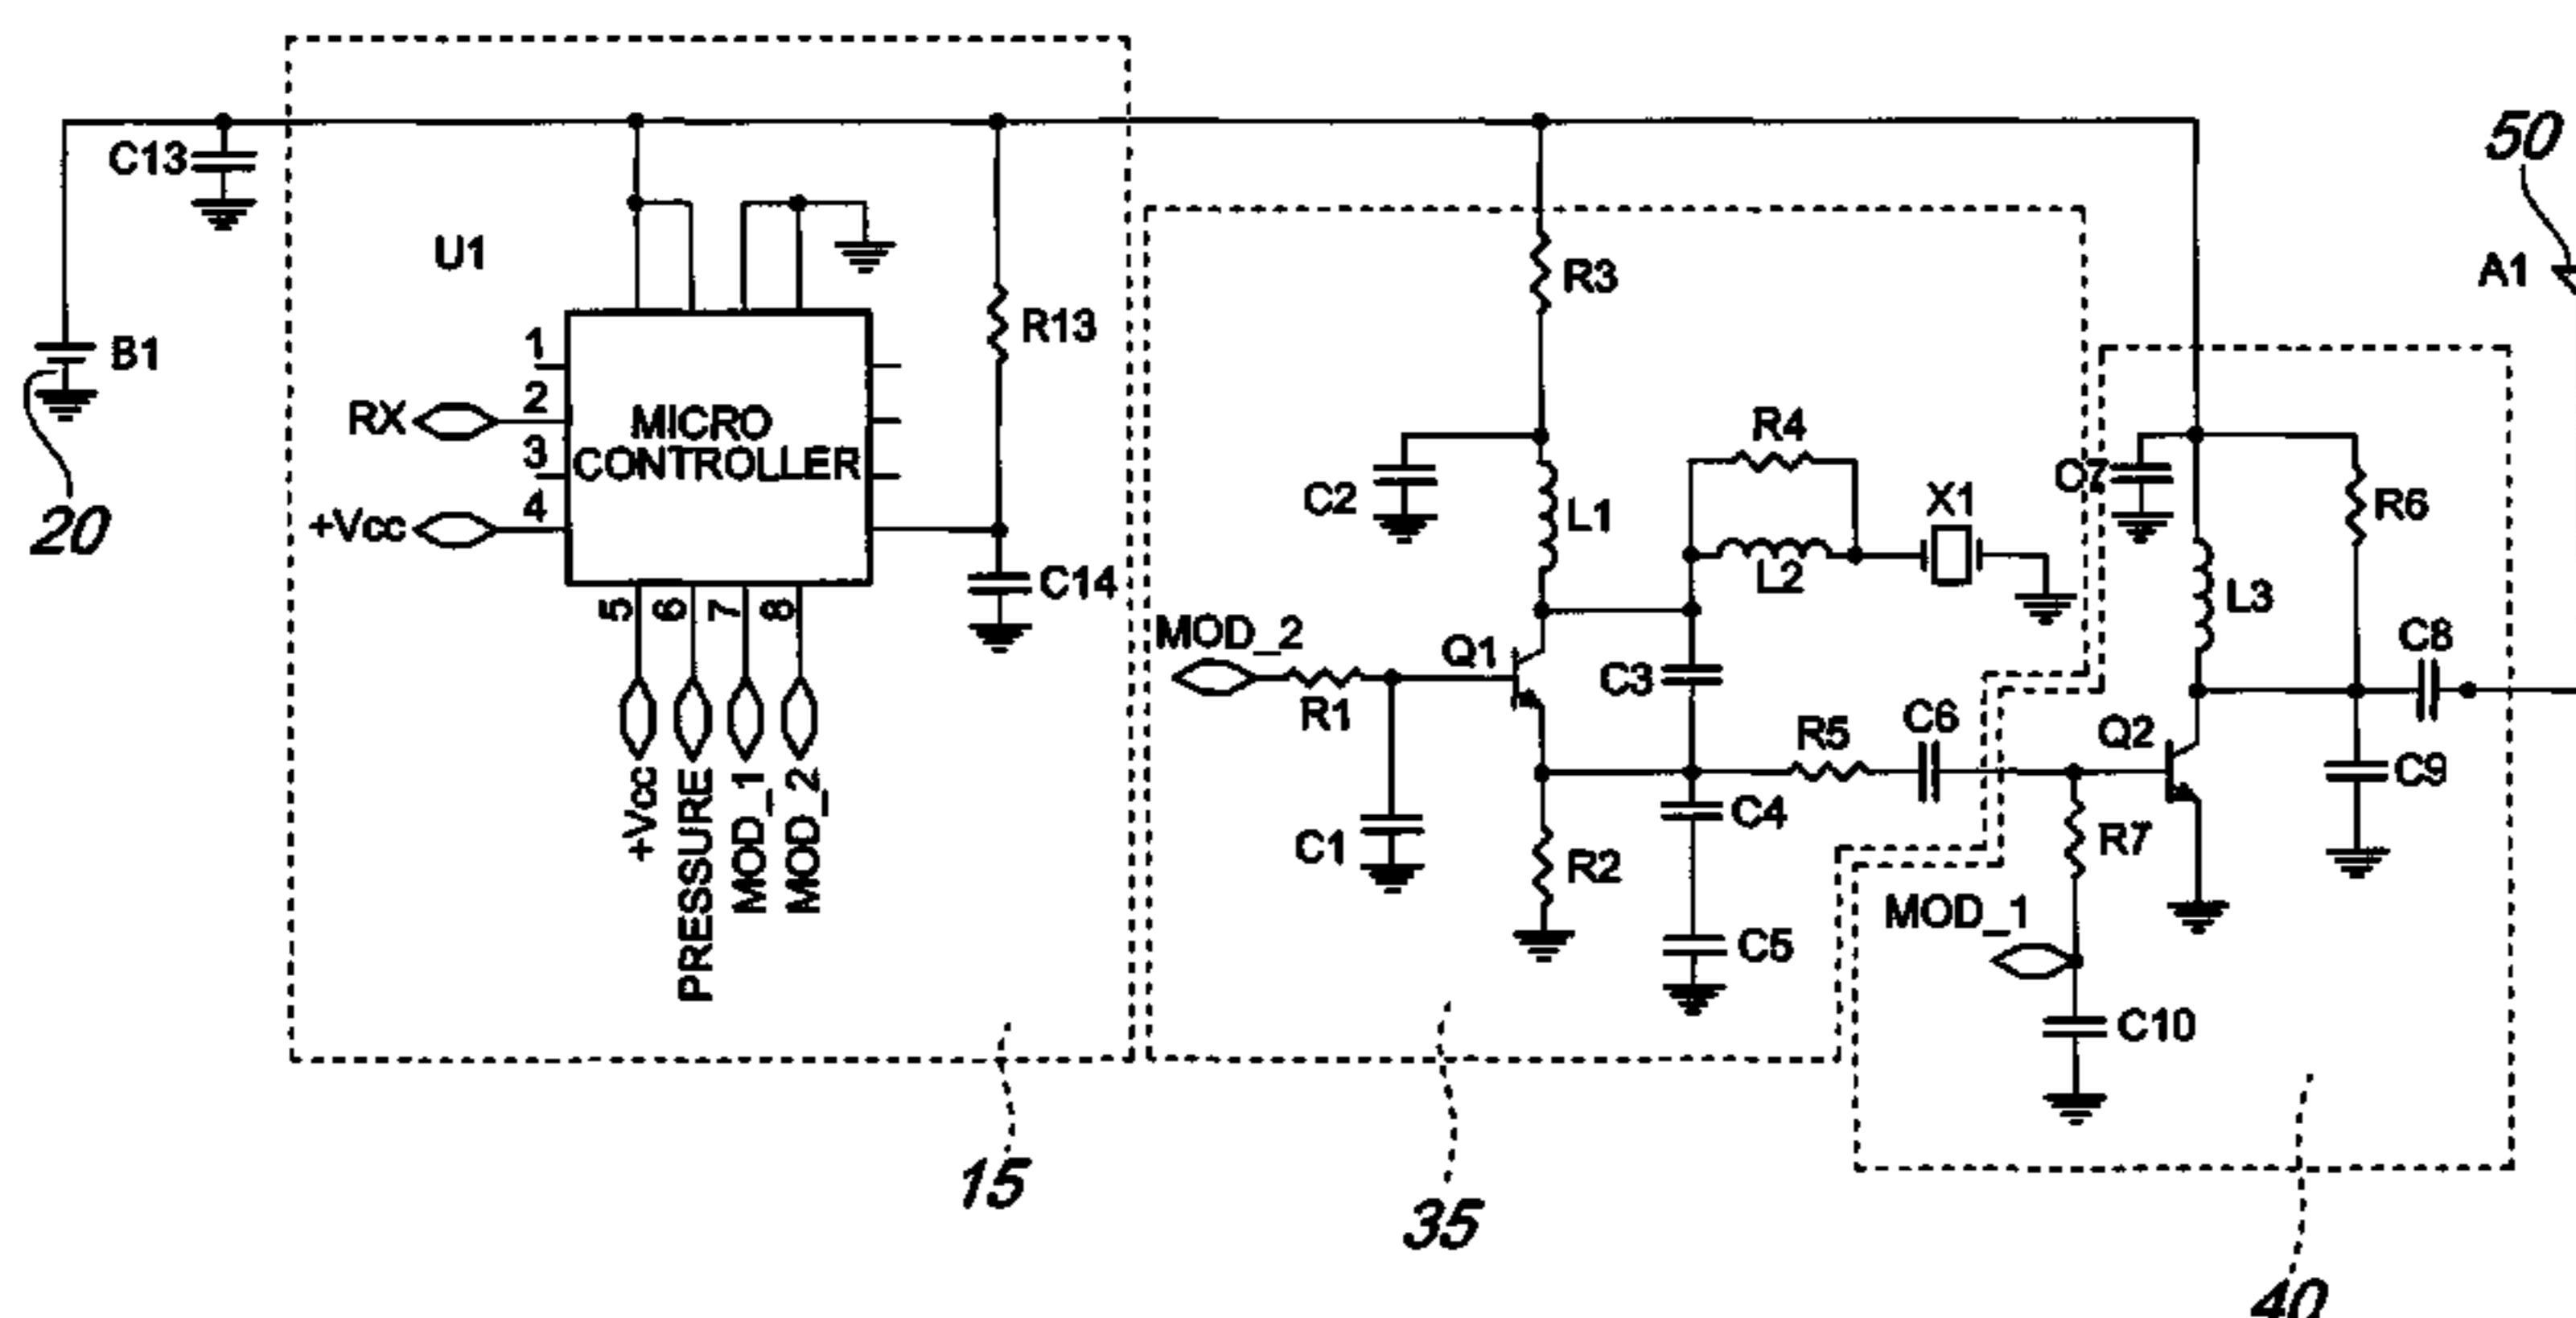 50
C13
U1
R3
A1
B1
1
R13
2
RX
MICRO
CONTROLLER
3
4
+Vcc
20
R4
C2
L1
X1
C7
R6
L2
C14
L3
5
6
7
8
MOD_2
Q1
C3
C8
R1
R5
C6
Q2
C9
+Vcc
PRESSURE
MOD_1
MOD_2
C1
R2
C4
R7
MOD_1
C5
C10
15
35
40